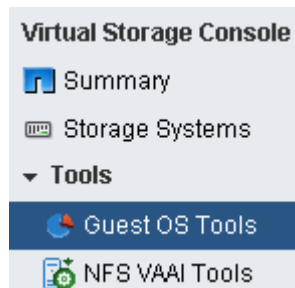 Virtual Storage Console
Summary
Storage Systems
Tools
Guest OS Tools
NFS VAAI Tools